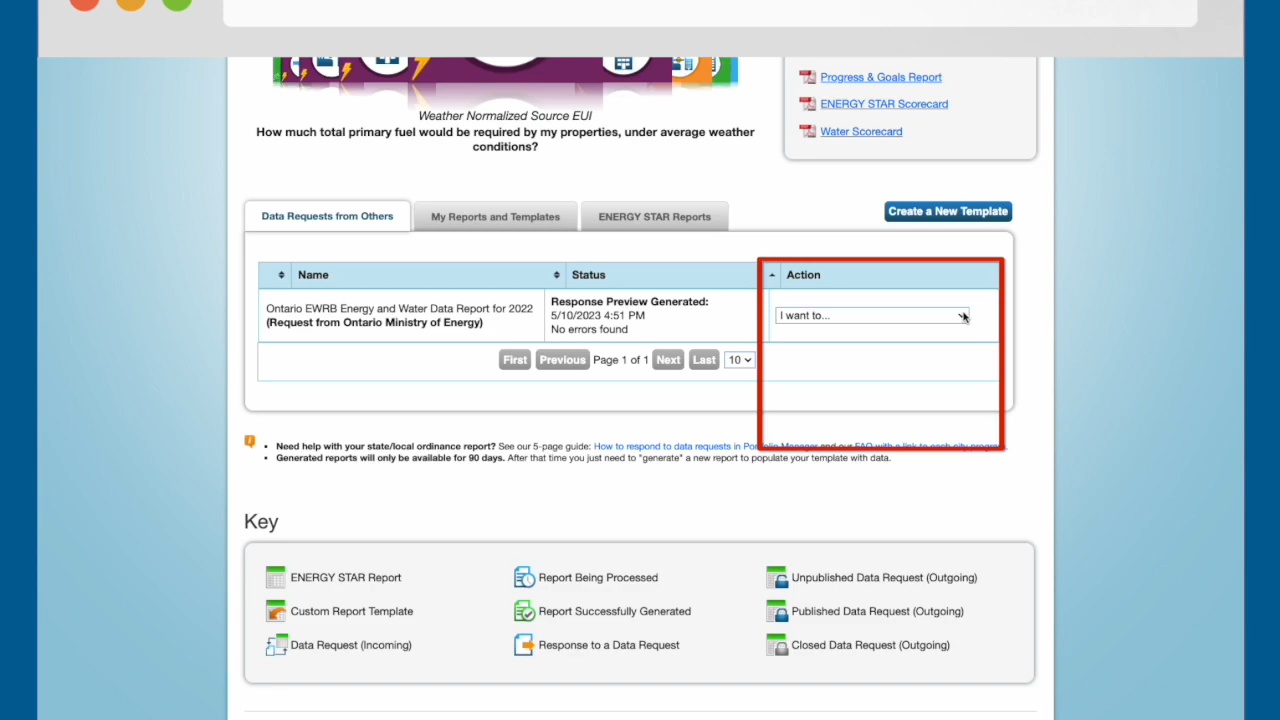 Progress & Goals Report
ENERGY STAR Scorecard
Water Scorecard
Weather Normalized Source EUI
How much total primary fuel would be required by my properties, under average weather
conditions?
Data Requests from Others
My Reports and Templates
ENERGY STAR Reports
Create a New Template
Name
Status
Action
Ontario EWRB Energy and Water Data Report for 2022
(Request from Ontario Ministry of Energy)
Response Preview Generated:
5/10/2023 4:51 PM
No errors found
I want to...
First Previous Page 1 of 1 Next Last 10
Need help with your state/local ordinance report? See our 5-page guide: How to respond to data requests in Portfolio Manager and our FAQ with a link to each city program.
Generated reports will only be available for 90 days. After that time you just need to "generate" a new report to populate your template with data.
Key
ENERGY STAR Report
Report Being Processed
Unpublished Data Request (Outgoing)
Custom Report Template
Report Successfully Generated
Published Data Request (Outgoing)
Data Request (Incoming)
Response to a Data Request
Closed Data Request (Outgoing)